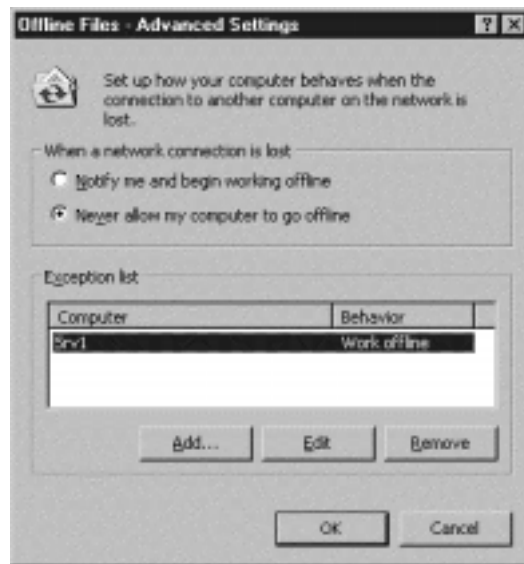 Offline Files - Advanced Settings
Set up how your computer behaves when the
connection to another computer on the network is
lost.
When a network connection is lost
Notify me and begin working offline
Never allow my computer to go offline
Exception list
Computer Behavior
Srv1 Work offline
Add... Edit Remove
OK Cancel